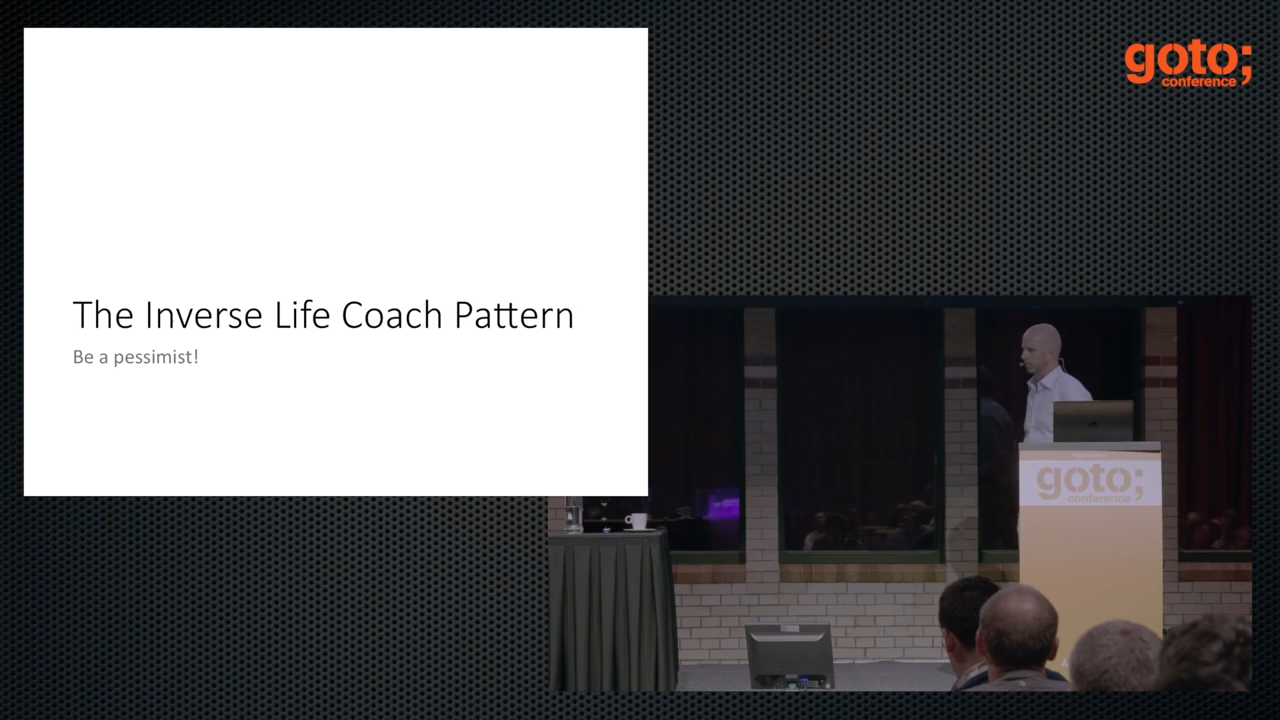 The Inverse Life Coach Pattern
Be a pessimist!
goto;
conference
goto;
conference